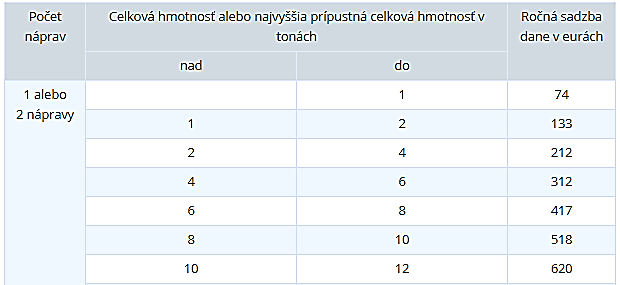 Počet náprav Celková hmotnosť alebo najvyššia prípustná celková hmotnosť v tonách Ročná sadzba dane v eurách
nad do
1 alebo 2 nápravy 1 74
1 2 133
2 4 212
4 6 312
6 8 417
8 10 518
10 12 620